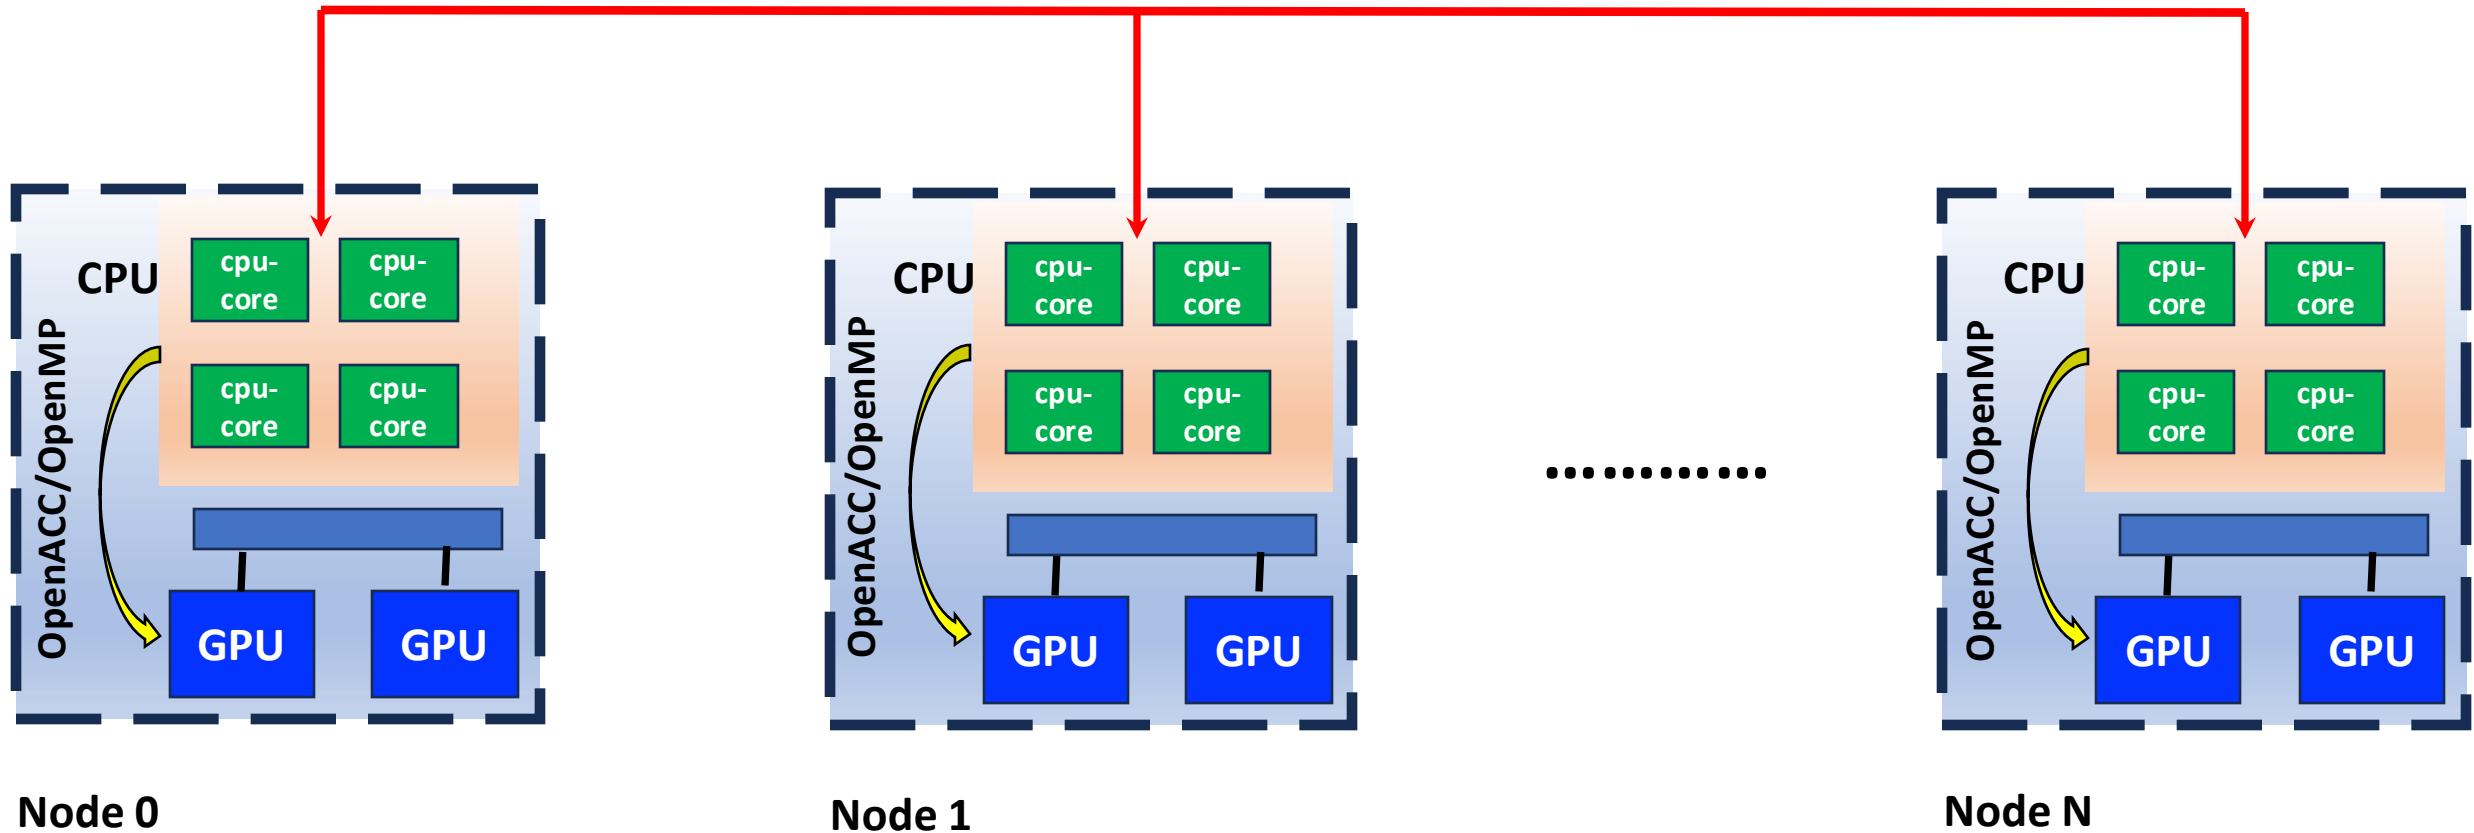 CPU
cpu-
core
cpu-
core
cpu-
core
cpu-
core
OpenACC/OpenMP
GPU
GPU
Node 0
CPU
cpu-
core
cpu-
core
cpu-
core
cpu-
core
OpenACC/OpenMP
GPU
GPU
Node 1
............
CPU
cpu-
core
cpu-
core
cpu-
core
cpu-
core
OpenACC/OpenMP
GPU
GPU
Node N